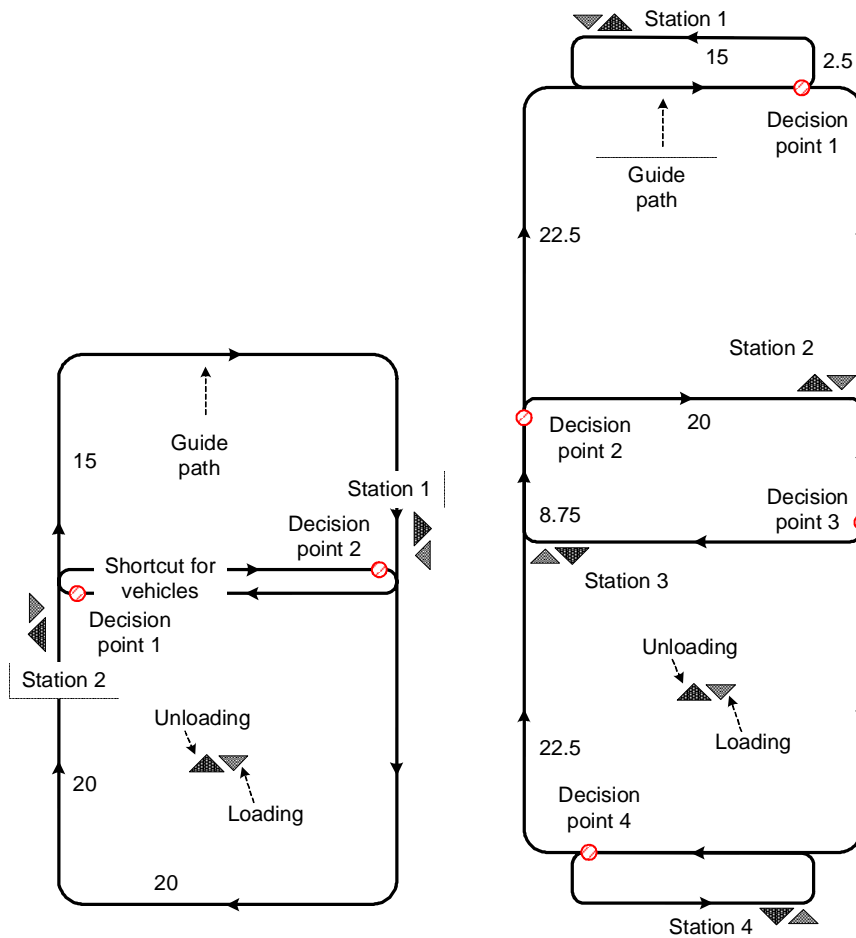 Guide
path
15
Station 1
Decision
point 2
Shortcut for
vehicles
Decision
point 1
Station 2
Unloading
Loading
20
20
Station 1
15
2.5
Decision
point 1
Guide
path
22.5
Station 2
Decision
point 2
20
Decision
point 3
8.75
Station 3
Unloading
Loading
22.5
Decision
point 4
Station 4